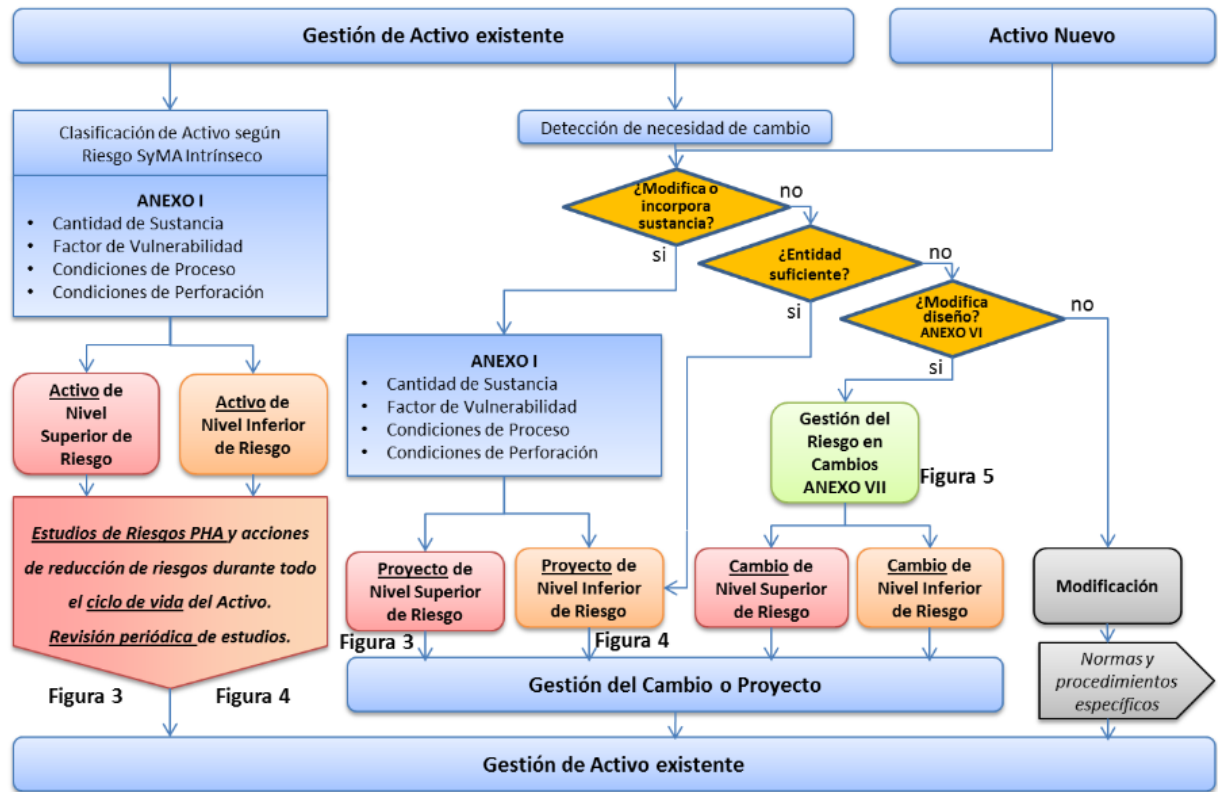 Gestión de Activo existente
Activo Nuevo
Clasificación de Activo según
Riesgo SyMA Intrínseco
ANEXO I
• Cantidad de Sustancia
• Factor de Vulnerabilidad
• Condiciones de Proceso
• Condiciones de Perforación
Activo de
Nivel
Superior de
Riesgo
Activo de
Nivel Inferior
de Riesgo
Estudios de Riesgos PHA y acciones
de reducción de riesgos durante todo
el ciclo de vida del Activo.
Revisión periódica de estudios.
Figura 3
Figura 4
Detección de necesidad de cambio
¿Modifica o
incorpora
sustancia?
no
si
¿Entidad
suficiente?
no
si
¿Modifica
diseño?
ANEXO VI
no
si
ANEXO I
• Cantidad de Sustancia
• Factor de Vulnerabilidad
• Condiciones de Proceso
• Condiciones de Perforación
Gestión del
Riesgo en
Cambios
ANEXO VII
Figura 5
Proyecto de
Nivel Superior
de Riesgo
Proyecto de
Nivel Inferior
de Riesgo
Cambio de
Nivel Superior
de Riesgo
Cambio de
Nivel Inferior
de Riesgo
Modificación
Figura 3
Figura 4
Gestión del Cambio o Proyecto
Normas y
procedimientos
específicos
Gestión de Activo existente